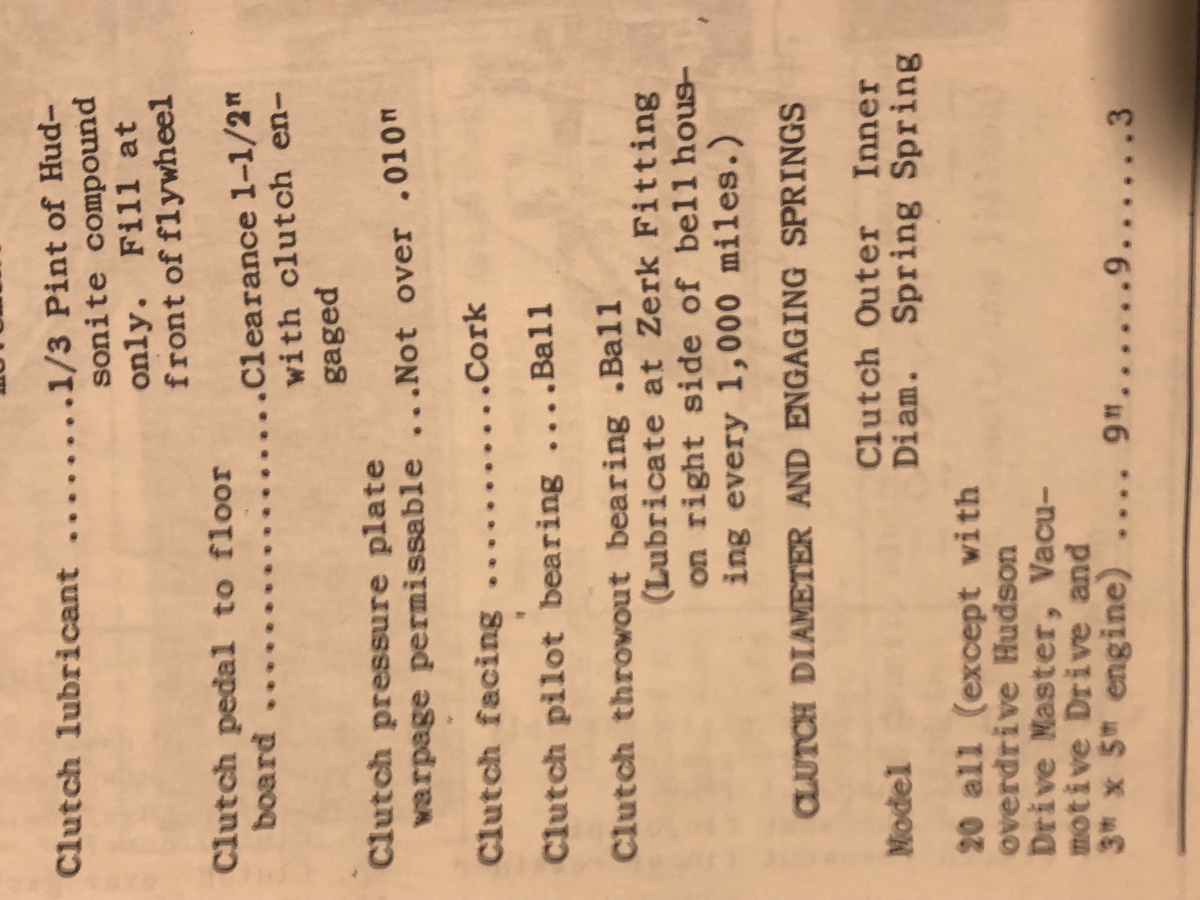 Clutch lubricant ........1/3 Pint of Hud-
sonite compound
only. Fill at
front of flywheel
Clutch pedal to floor
board ....................Clearance 1-1/2"
with clutch en-
gaged
Clutch pressure plate
warpage permissable ...Not over .010"
Clutch facing ...........Cork
Clutch pilot bearing ....Ball
Clutch throwout bearing .Ball
(Lubricate at Zerk Fitting
on right side of bell hous-
ing every 1,000 miles.)
CLUTCH DIAMETER AND ENGAGING SPRINGS
Clutch Outer Inner
Model Diam. Spring Spring
20 all (except with
overdrive Hudson
Drive Master, Vacu-
motive Drive and
3" x 5" engine) .... 9".......9......3